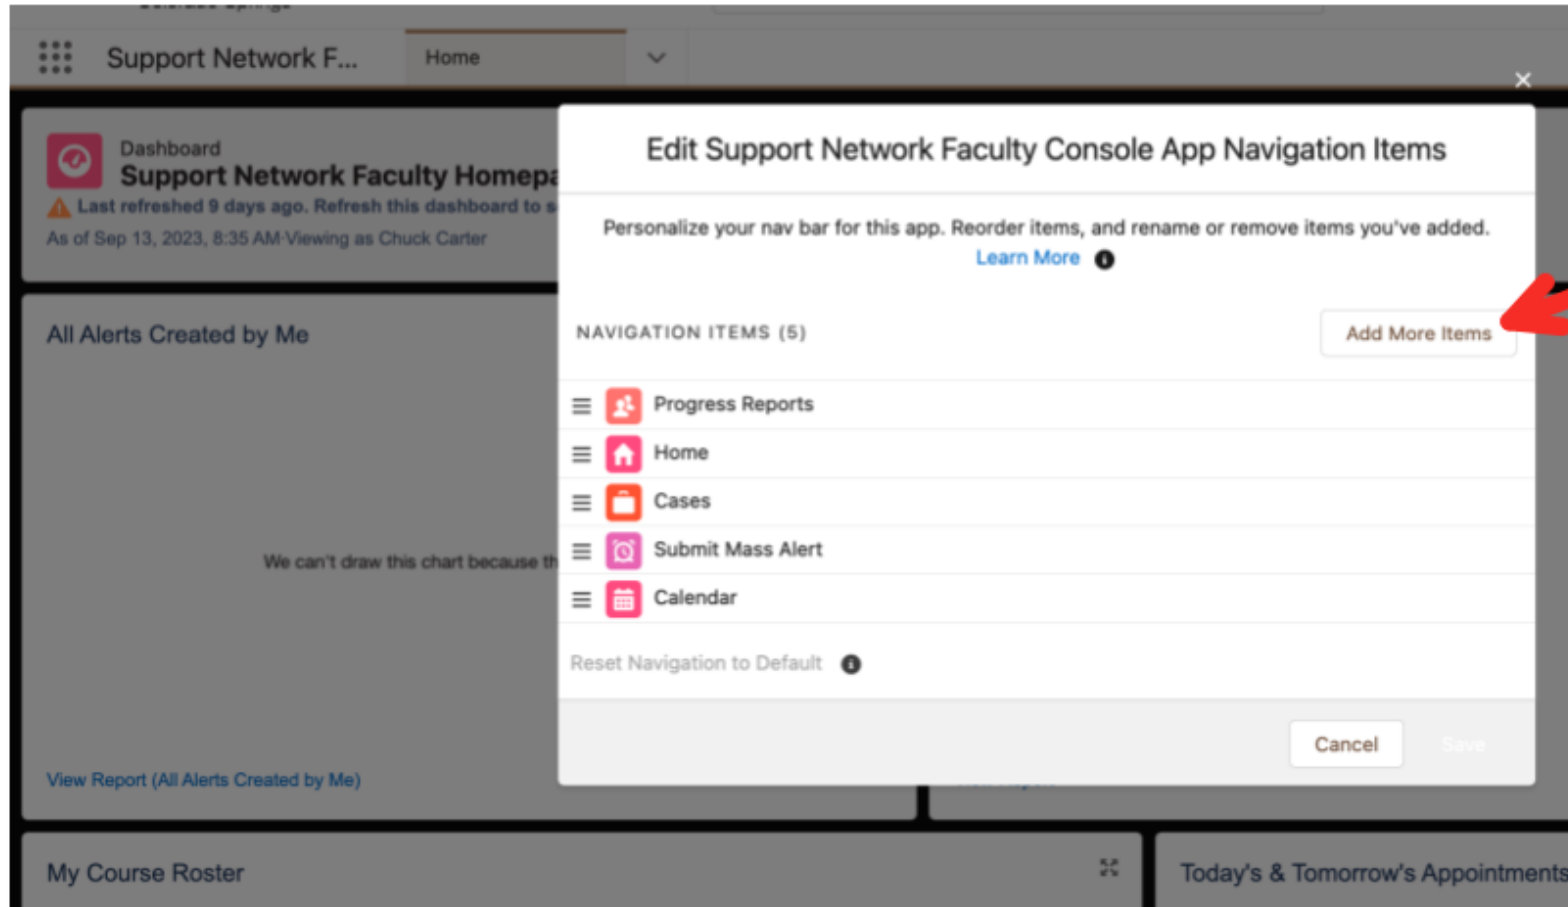 Support Network F...
Home
Dashboard
Support Network Faculty Homepa
Last refreshed 9 days ago. Refresh this dashboard to s
As of Sep 13, 2023, 8:35 AM·Viewing as Chuck Carter
All Alerts Created by Me
We can't draw this chart because th
View Report (All Alerts Created by Me)
My Course Roster
Today's & Tomorrow's Appointments
Edit Support Network Faculty Console App Navigation Items
Personalize your nav bar for this app. Reorder items, and rename or remove items you've added.
Learn More
NAVIGATION ITEMS (5)
Add More Items
Progress Reports
Home
Cases
Submit Mass Alert
Calendar
Reset Navigation to Default
Cancel
Save